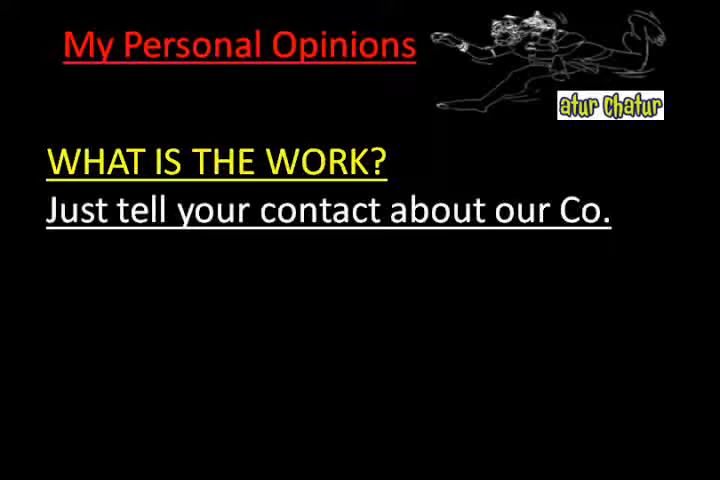 My Personal Opinions
atur chatur
WHAT IS THE WORK?
Just tell your contact about our Co.